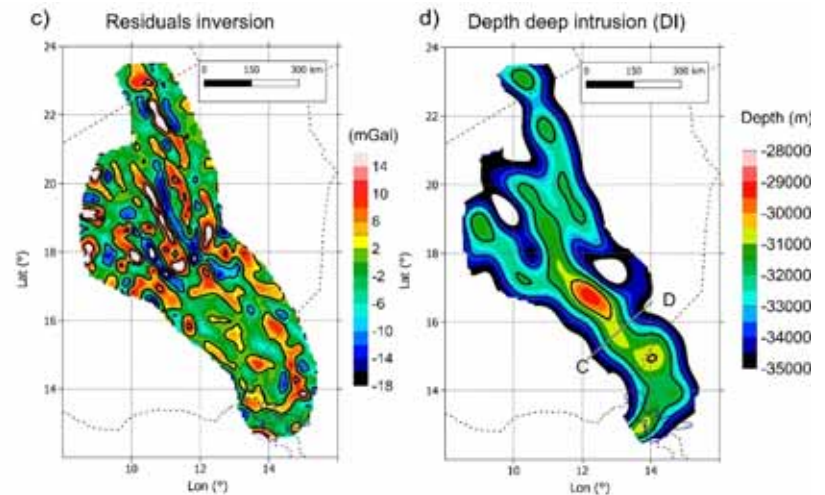 c) Residuals inversion
24
22
20
18
16
14
Lat (°)
10 12 14
Lon (°)
0 150 300 km
(mGal)
14
10
6
2
-2
-6
-10
-14
-18
d) Depth deep intrusion (DI)
24
22
20
18
16
14
Lat (°)
10 12 14
Lon (°)
0 150 300 km
D
C
Depth (m)
-28000
-29000
-30000
-31000
-32000
-33000
-34000
-35000